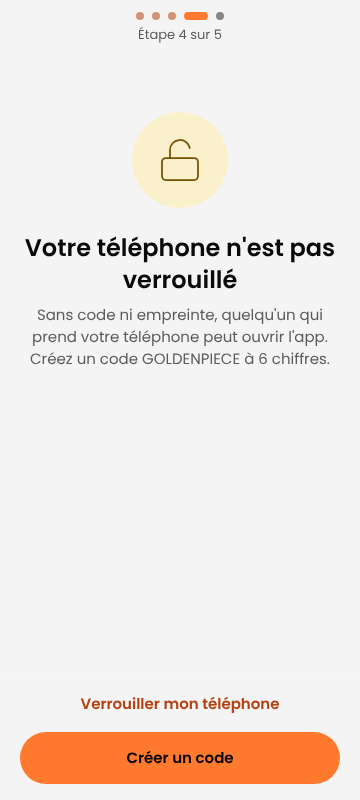 Étape 4 sur 5
Votre téléphone n'est pas
verrouillé
Sans code ni empreinte, quelqu'un qui
prend votre téléphone peut ouvrir l'app.
Créez un code GOLDENPIECE à 6 chiffres.
Verrouiller mon téléphone
Créer un code